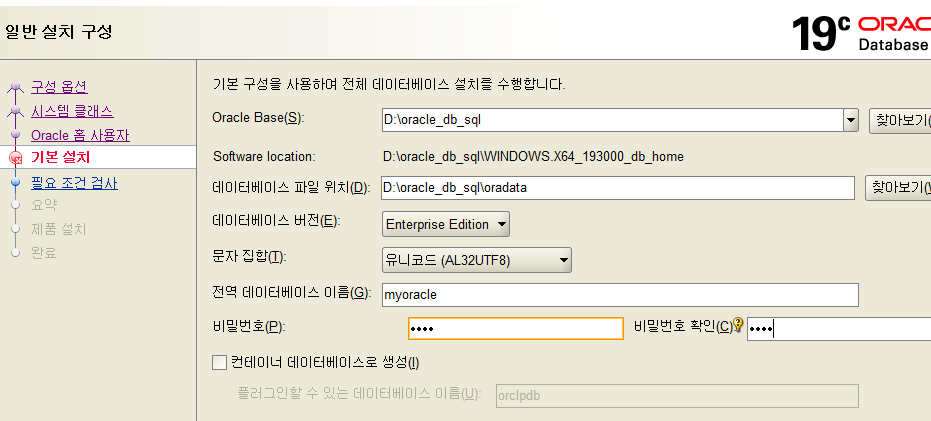 일반 설치 구성
19c ORAC
Database
구성 옵션
시스템 클래스
Oracle 홈 사용자
기본 설치
필요 조건 검사
요약
제품 설치
완료
기본 구성을 사용하여 전체 데이터베이스 설치를 수행합니다.
Oracle Base(S): D:\oracle_db_sql 찾아보기(
Software location: D:\oracle_db_sql\WINDOWS.X64_193000_db_home
데이터베이스 파일 위치(D): D:\oracle_db_sql\oradata 찾아보기(W
데이터베이스 버전(E): Enterprise Edition
문자 집합(T): 유니코드 (AL32UTF8)
전역 데이터베이스 이름(G): myoracle
비밀번호(P): •••• 비밀번호 확인(C) ••••
컨테이너 데이터베이스로 생성(I)
플러그인할 수 있는 데이터베이스 이름(U): orclpdb